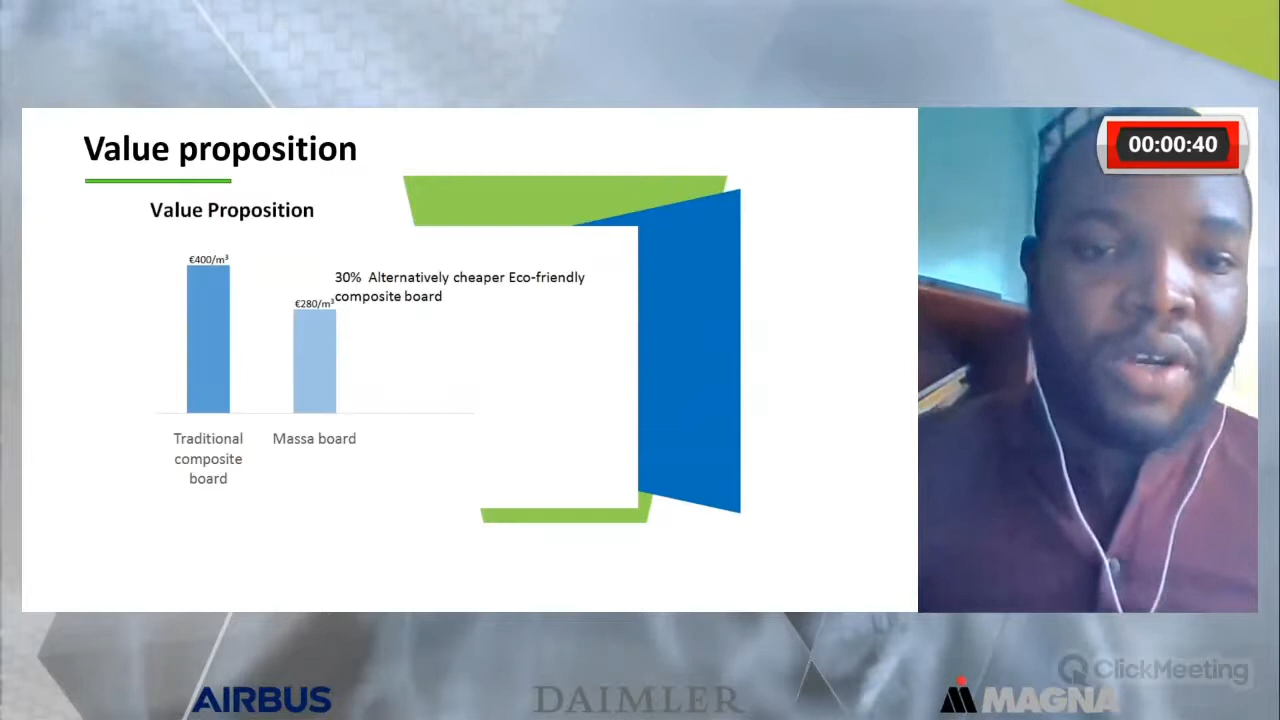 Value proposition
Value Proposition
€400/m³
€280/m³
30% Alternatively cheaper Eco-friendly
composite board
Traditional
composite
board
Massa board
00:00:40
ClickMeeting
AIRBUS
DAIMLER
MAGNA